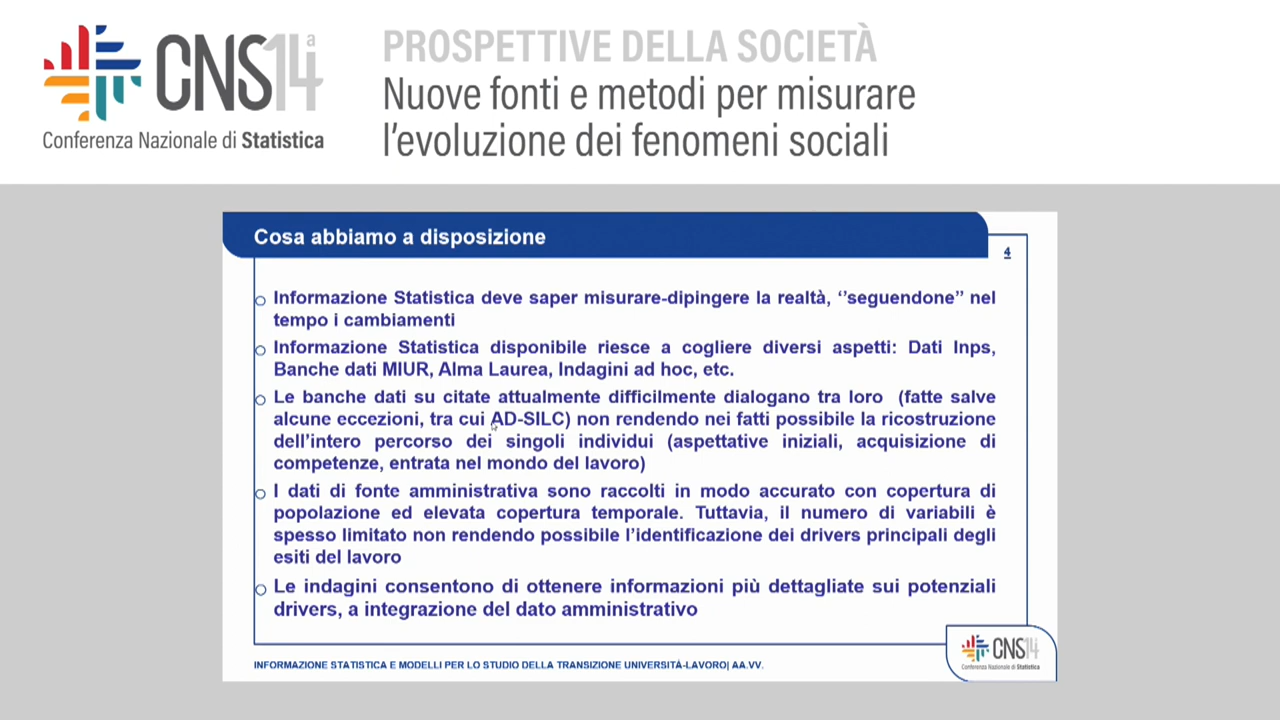 CNS14a
Conferenza Nazionale di Statistica
PROSPETTIVE DELLA SOCIETÀ
Nuove fonti e metodi per misurare
l'evoluzione dei fenomeni sociali
Cosa abbiamo a disposizione
4
Informazione Statistica deve saper misurare-dipingere la realtà, ‘’seguendone’’ nel
tempo i cambiamenti
Informazione Statistica disponibile riesce a cogliere diversi aspetti: Dati Inps,
Banche dati MIUR, Alma Laurea, Indagini ad hoc, etc.
Le banche dati su citate attualmente difficilmente dialogano tra loro (fatte salve
alcune eccezioni, tra cui AD-SILC) non rendendo nei fatti possibile la ricostruzione
dell’intero percorso dei singoli individui (aspettative iniziali, acquisizione di
competenze, entrata nel mondo del lavoro)
I dati di fonte amministrativa sono raccolti in modo accurato con copertura di
popolazione ed elevata copertura temporale. Tuttavia, il numero di variabili è
spesso limitato non rendendo possibile l’identificazione dei drivers principali degli
esiti del lavoro
Le indagini consentono di ottenere informazioni più dettagliate sui potenziali
drivers, a integrazione del dato amministrativo
INFORMAZIONE STATISTICA E MODELLI PER LO STUDIO DELLA TRANSIZIONE UNIVERSITÀ-LAVORO| AA.VV.
CNS14
Conferenza Nazionale di Statistica